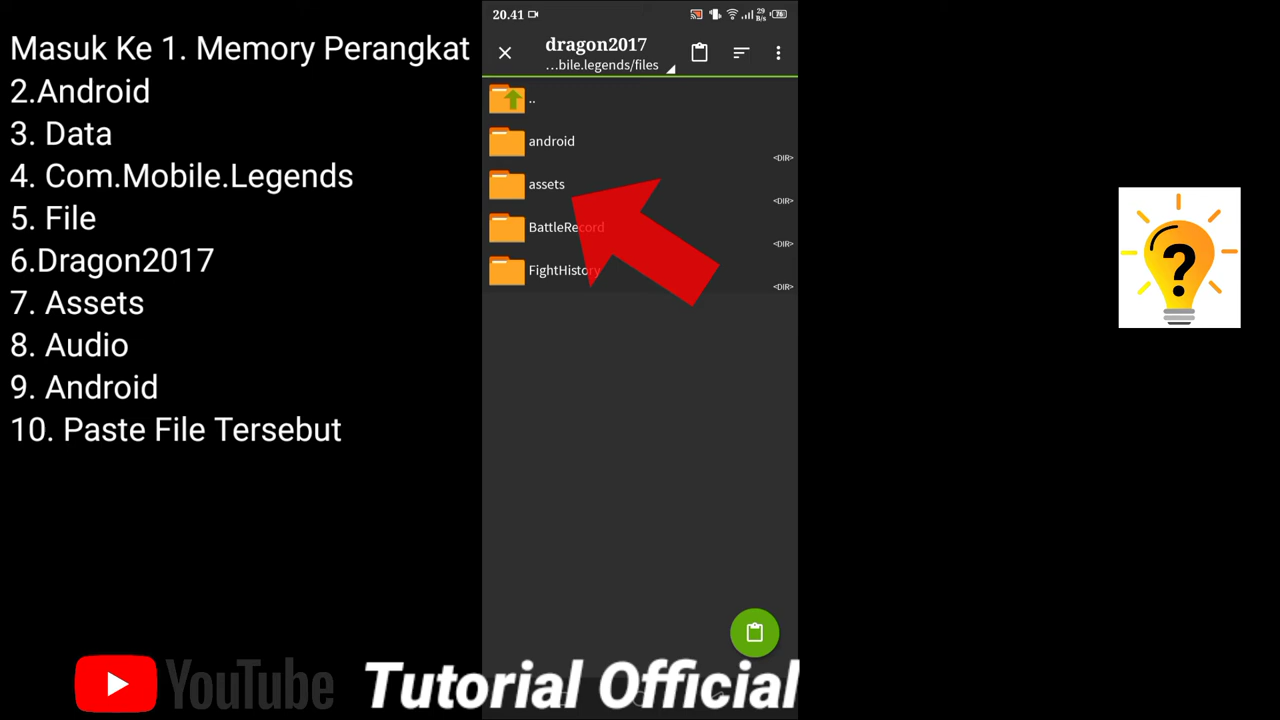 Masuk Ke 1. Memory Perangkat
2.Android
3. Data
4. Com.Mobile.Legends
5. File
6.Dragon2017
7. Assets
8. Audio
9. Android
10. Paste File Tersebut
20.41
29
B/s
76
dragon2017
...bile.legends/files
..
android
<DIR>
assets
<DIR>
BattleRecord
<DIR>
FightHistory
<DIR>
?
YouTube
Tutorial Official